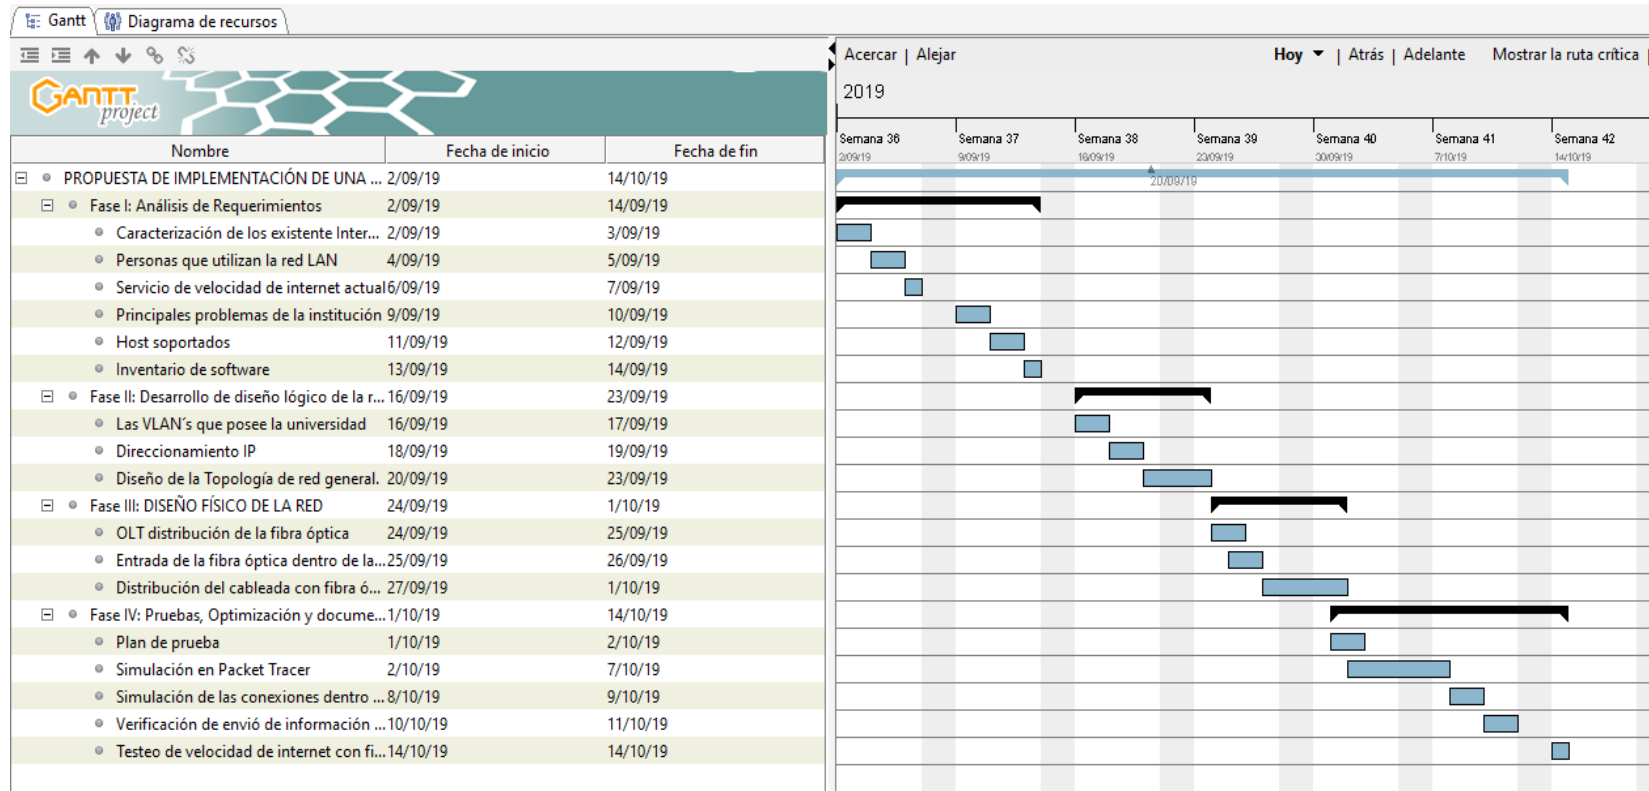 Gantt Diagrama de recursos
Acercar | Alejar Hoy | Atrás | Adelante Mostrar la ruta crítica |
GANTT project
2019
Semana 36 Semana 37 Semana 38 Semana 39 Semana 40 Semana 41 Semana 42
2/09/19 9/09/19 16/09/19 23/09/19 30/09/19 7/10/19 14/10/19
Nombre Fecha de inicio Fecha de fin
PROPUESTA DE IMPLEMENTACIÓN DE UNA ... 2/09/19 14/10/19
20/09/19
Fase I: Análisis de Requerimientos 2/09/19 14/09/19
Caracterización de los existente Inter... 2/09/19 3/09/19
Personas que utilizan la red LAN 4/09/19 5/09/19
Servicio de velocidad de internet actual 6/09/19 7/09/19
Principales problemas de la institución 9/09/19 10/09/19
Host soportados 11/09/19 12/09/19
Inventario de software 13/09/19 14/09/19
Fase II: Desarrollo de diseño lógico de la r... 16/09/19 23/09/19
Las VLAN´s que posee la universidad 16/09/19 17/09/19
Direccionamiento IP 18/09/19 19/09/19
Diseño de la Topología de red general. 20/09/19 23/09/19
Fase III: DISEÑO FÍSICO DE LA RED 24/09/19 1/10/19
OLT distribución de la fibra óptica 24/09/19 25/09/19
Entrada de la fibra óptica dentro de la... 25/09/19 26/09/19
Distribución del cableada con fibra ó... 27/09/19 1/10/19
Fase IV: Pruebas, Optimización y docume... 1/10/19 14/10/19
Plan de prueba 1/10/19 2/10/19
Simulación en Packet Tracer 2/10/19 7/10/19
Simulación de las conexiones dentro ... 8/10/19 9/10/19
Verificación de envió de información ... 10/10/19 11/10/19
Testeo de velocidad de internet con fi... 14/10/19 14/10/19